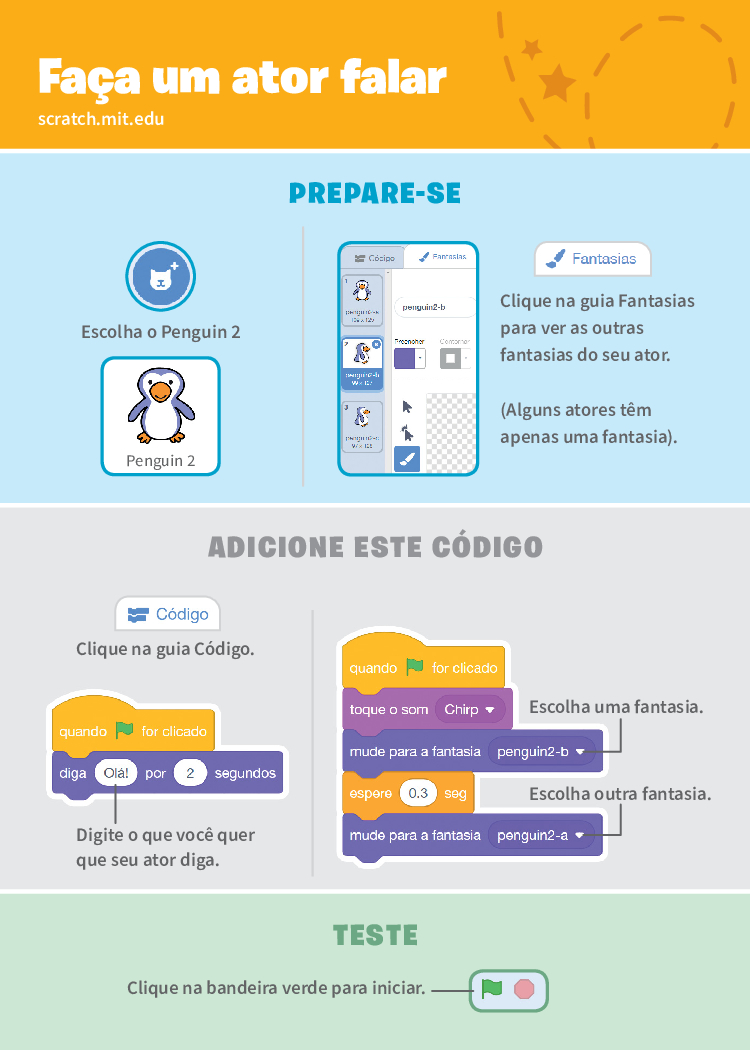 Faça um ator falar
scratch.mit.edu
PREPARE-SE
Escolha o Penguin 2
Penguin 2
Código
Fantasias
1
penguin2-a
2
penguin2-b
99 x 127
3
penguin2-c
penguin2-b
Preencher
Contorno
Fantasias
Clique na guia Fantasias
para ver as outras
fantasias do seu ator.
(Alguns atores têm
apenas uma fantasia).
ADICIONE ESTE CÓDIGO
Código
Clique na guia Código.
quando for clicado
diga Olá! por 2 segundos
Digite o que você quer
que seu ator diga.
quando for clicado
toque o som Chirp
mude para a fantasia penguin2-b
espere 0.3 seg
mude para a fantasia penguin2-a
Escolha uma fantasia.
Escolha outra fantasia.
TESTE
Clique na bandeira verde para iniciar.